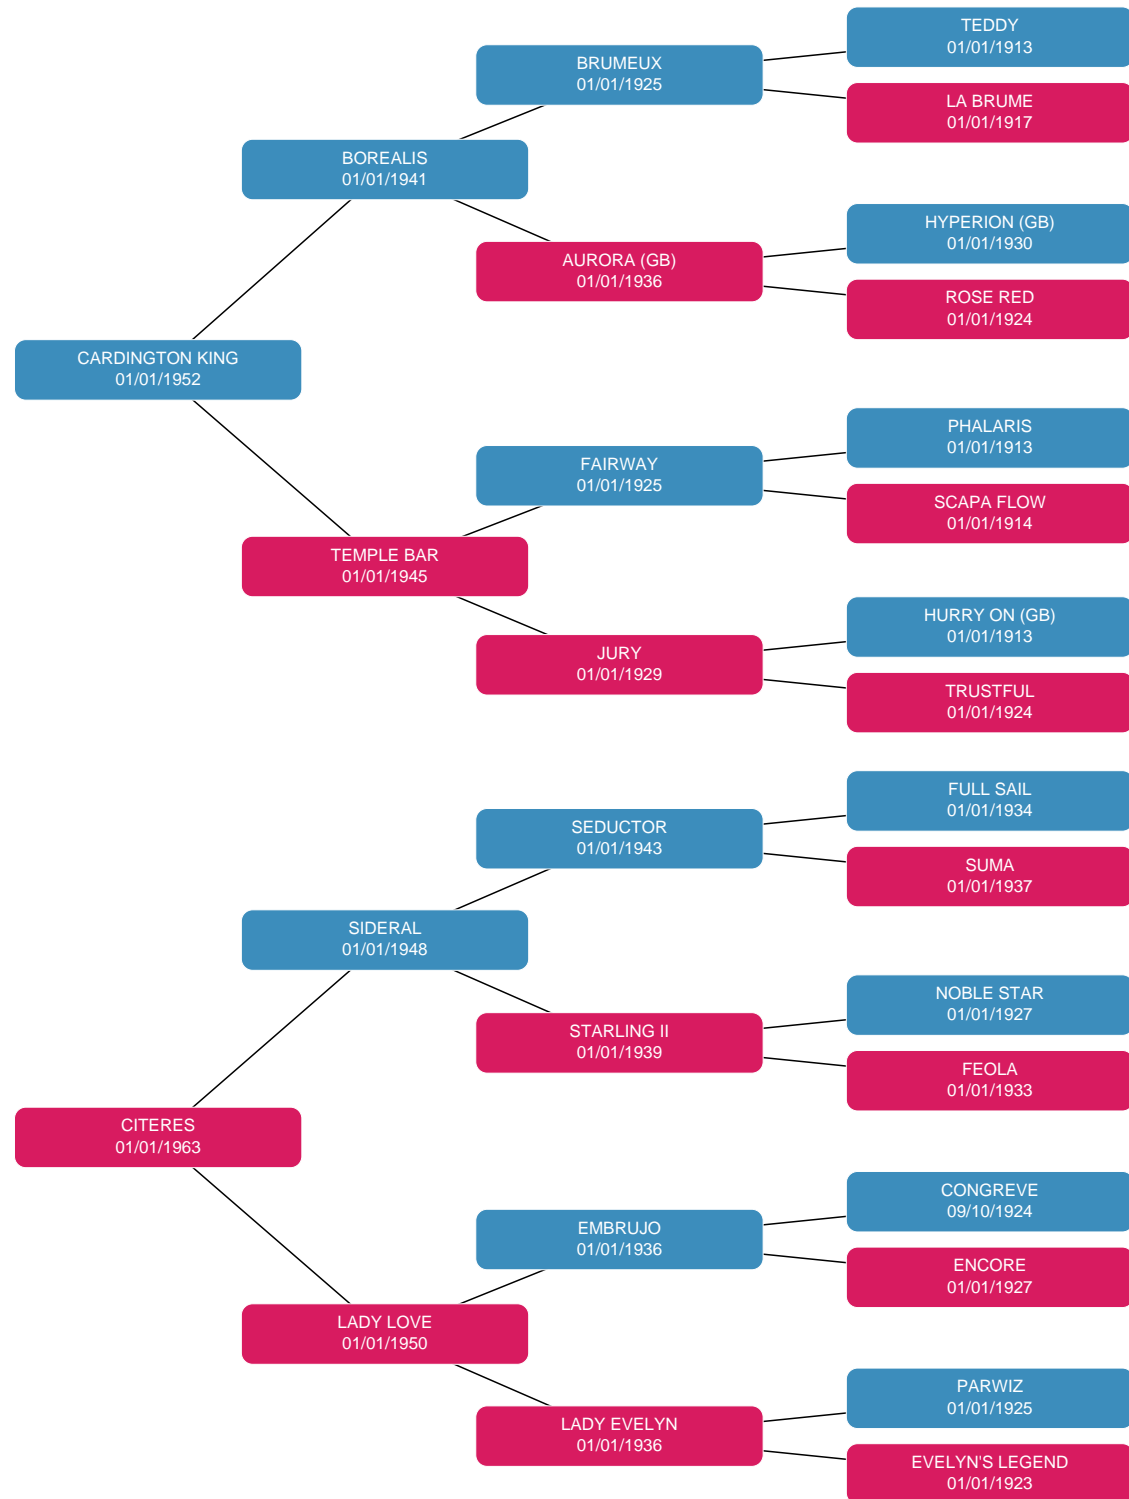 TEDDY
01/01/1913
BRUMEUX
01/01/1925
LA BRUME
01/01/1917
BOREALIS
01/01/1941
HYPERION (GB)
01/01/1930
AURORA (GB)
01/01/1936
ROSE RED
01/01/1924
CARDINGTON KING
01/01/1952
PHALARIS
01/01/1913
FAIRWAY
01/01/1925
SCAPA FLOW
01/01/1914
TEMPLE BAR
01/01/1945
HURRY ON (GB)
01/01/1913
JURY
01/01/1929
TRUSTFUL
01/01/1924
FULL SAIL
01/01/1934
SEDUCTOR
01/01/1943
SUMA
01/01/1937
SIDERAL
01/01/1948
NOBLE STAR
01/01/1927
STARLING II
01/01/1939
FEOLA
01/01/1933
CITERES
01/01/1963
CONGREVE
09/10/1924
EMBRUJO
01/01/1936
ENCORE
01/01/1927
LADY LOVE
01/01/1950
PARWIZ
01/01/1925
LADY EVELYN
01/01/1936
EVELYN'S LEGEND
01/01/1923